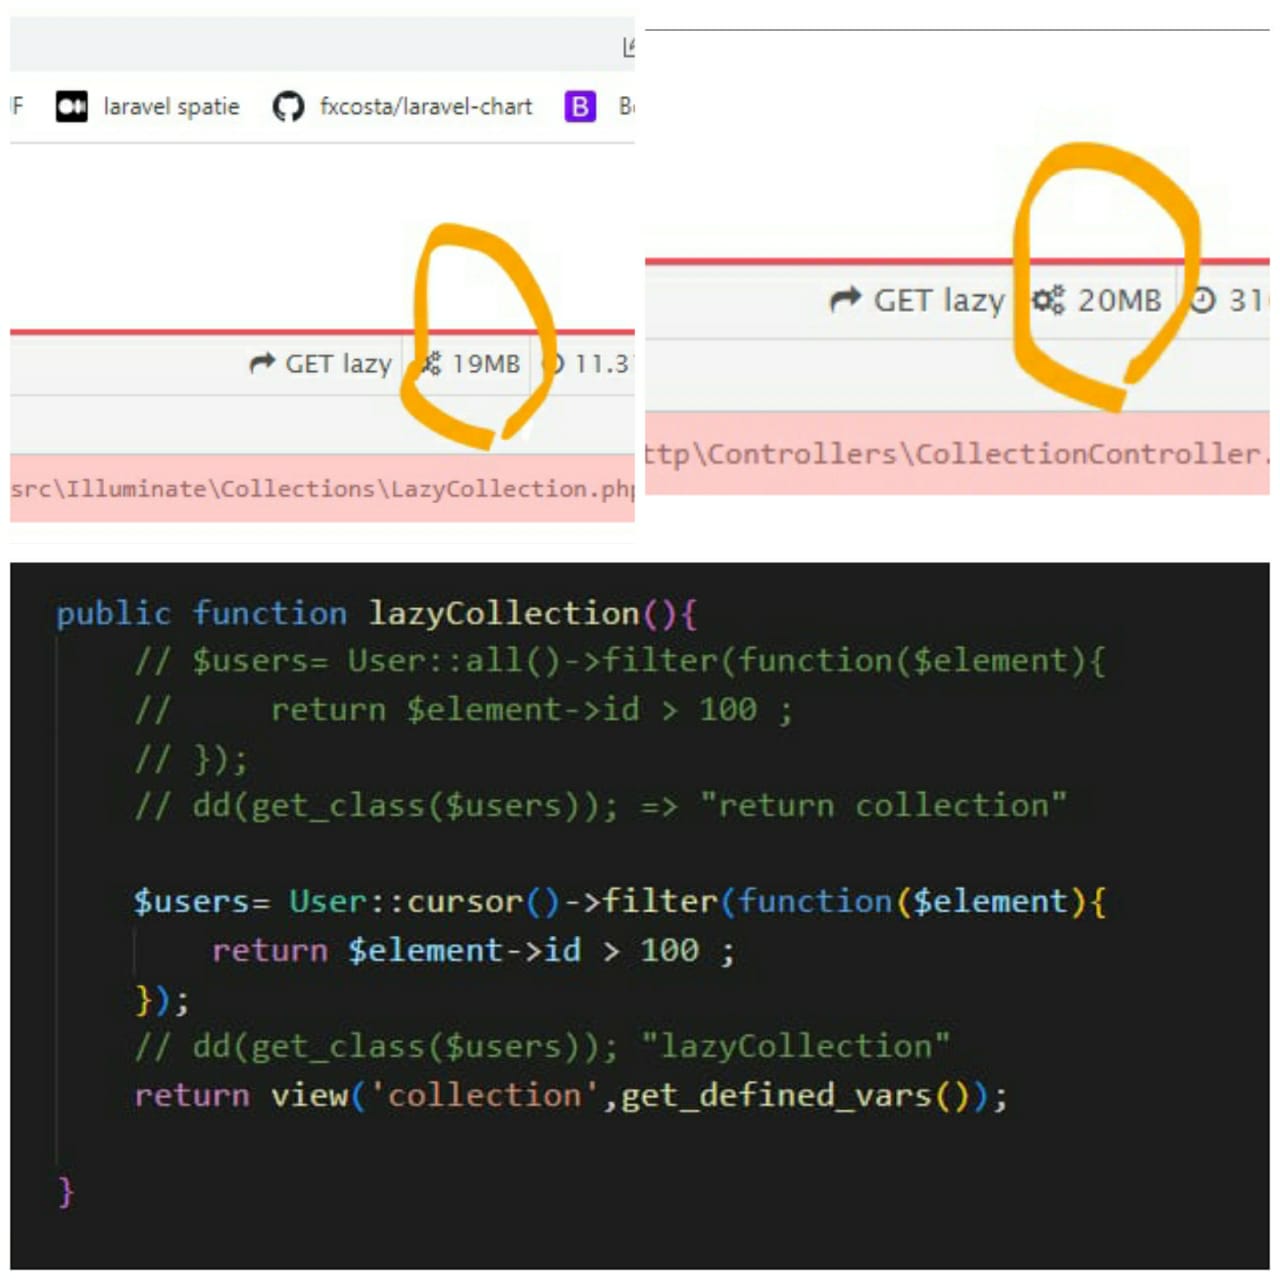 F laravel spatie fxcosta/laravel-chart B
GET lazy 19MB 11.3
src\Illuminate\Collections\LazyCollection.php
GET lazy 20MB 31
ttp\Controllers\CollectionController.
public function lazyCollection(){
// $users= User::all()->filter(function($element){
// return $element->id > 100 ;
// });
// dd(get_class($users)); => "return collection"
$users= User::cursor()->filter(function($element){
return $element->id > 100 ;
});
// dd(get_class($users)); "lazyCollection"
return view('collection',get_defined_vars());
}